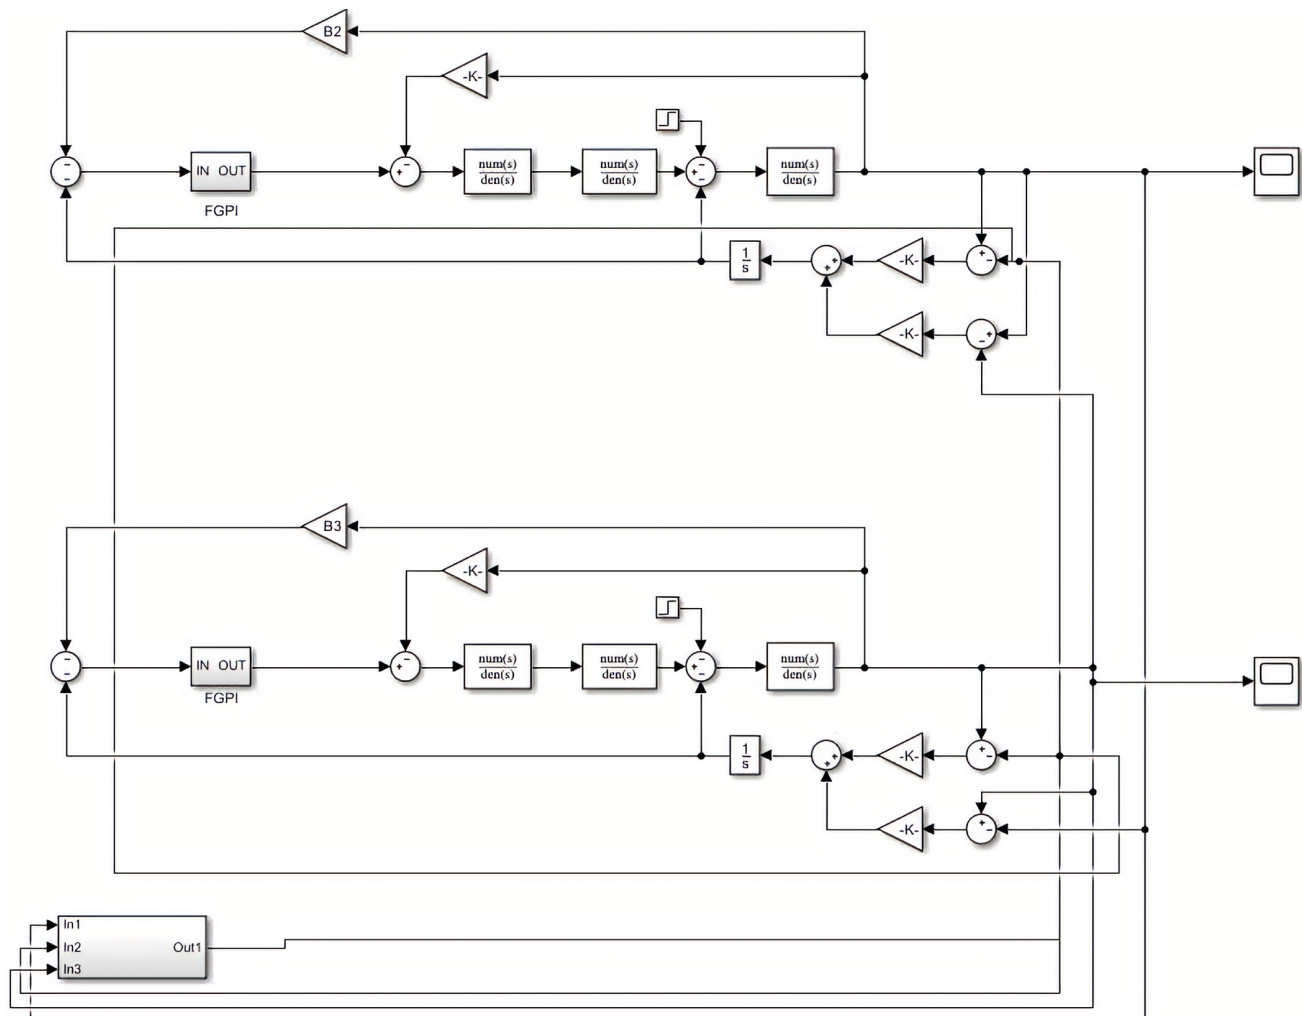 B2
-K-
- - + -
IN OUT
num(s)
den(s)
num(s)
den(s)
+ - -
num(s)
den(s)
FGPI
1
s
+ +
-K-
+ -
-K-
+ -
B3
-K-
- - + -
IN OUT
num(s)
den(s)
num(s)
den(s)
+ - -
num(s)
den(s)
FGPI
1
s
+ +
-K-
+ -
-K-
+ -
In1
In2 Out1
In3